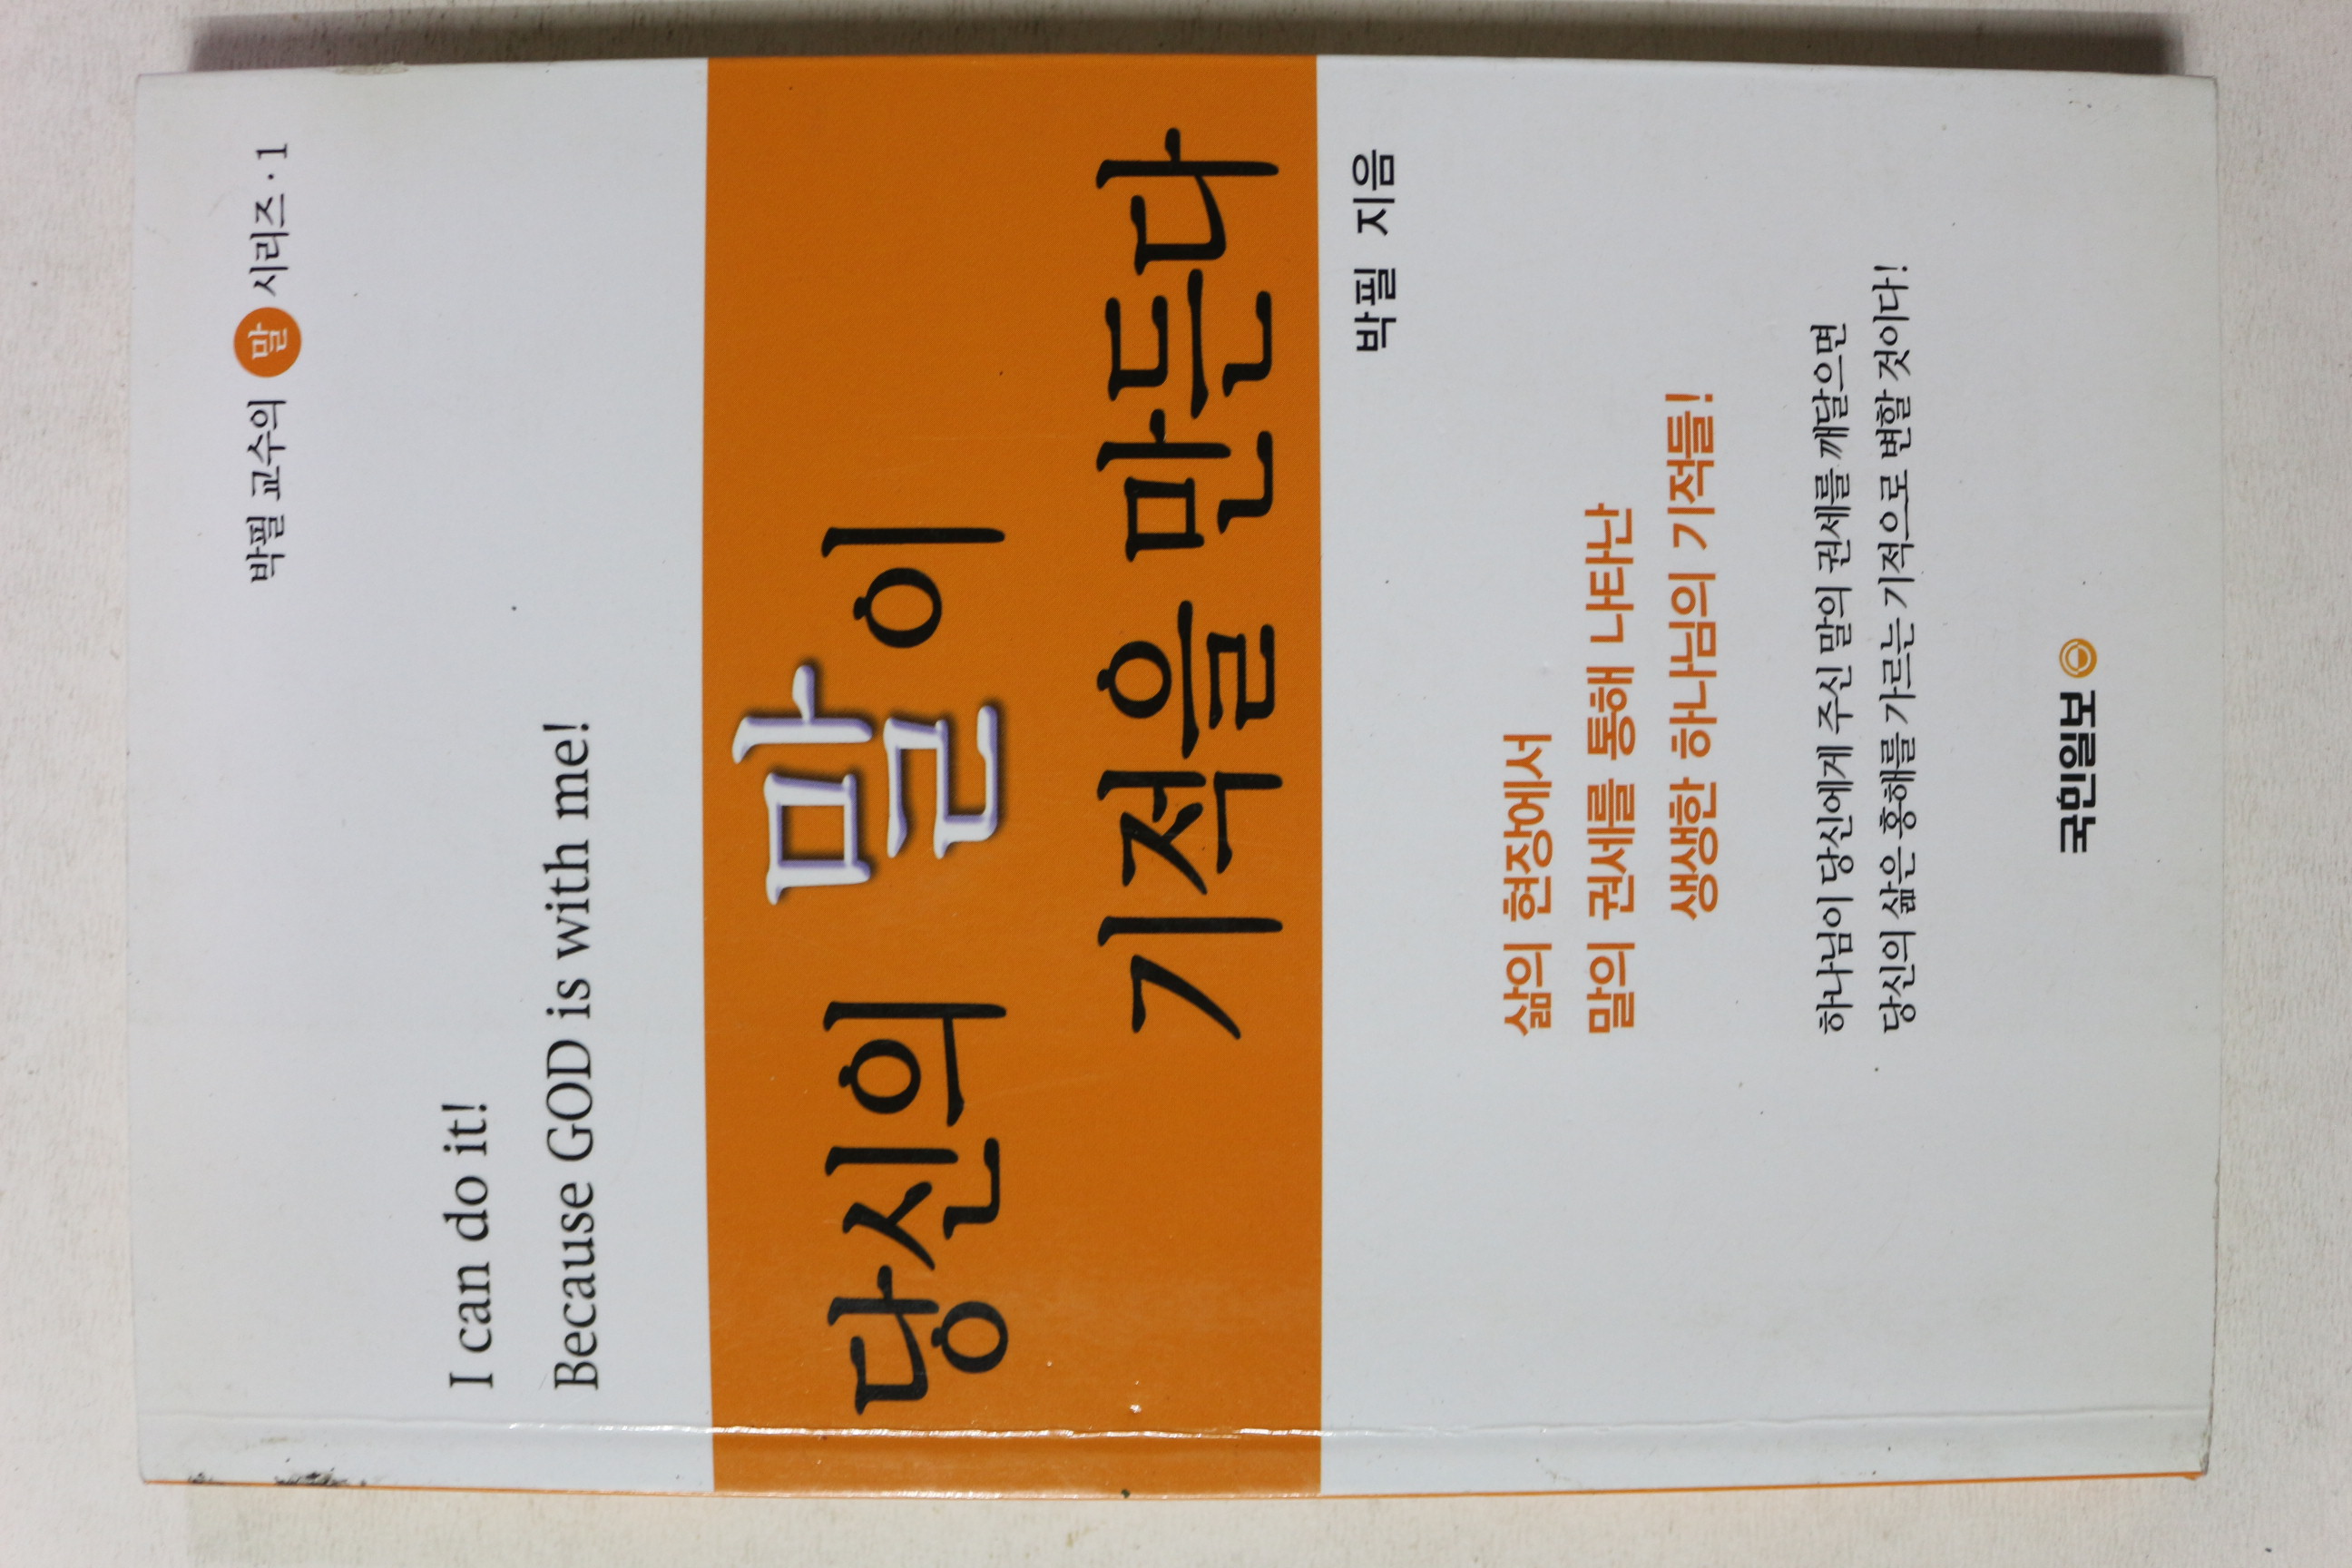 박필 교수의 말 시리즈 · 1
I can do it!
Because GOD is with me!
당신의 말이
기적을 만든다
박필 지음
삶의 현장에서
말의 권세를 통해 나타난
생생한 하나님의 기적들!
하나님이 당신에게 주신 말의 권세를 깨달으면
당신의 삶은 홍해를 가르는 기적으로 변할 것이다!
국민일보